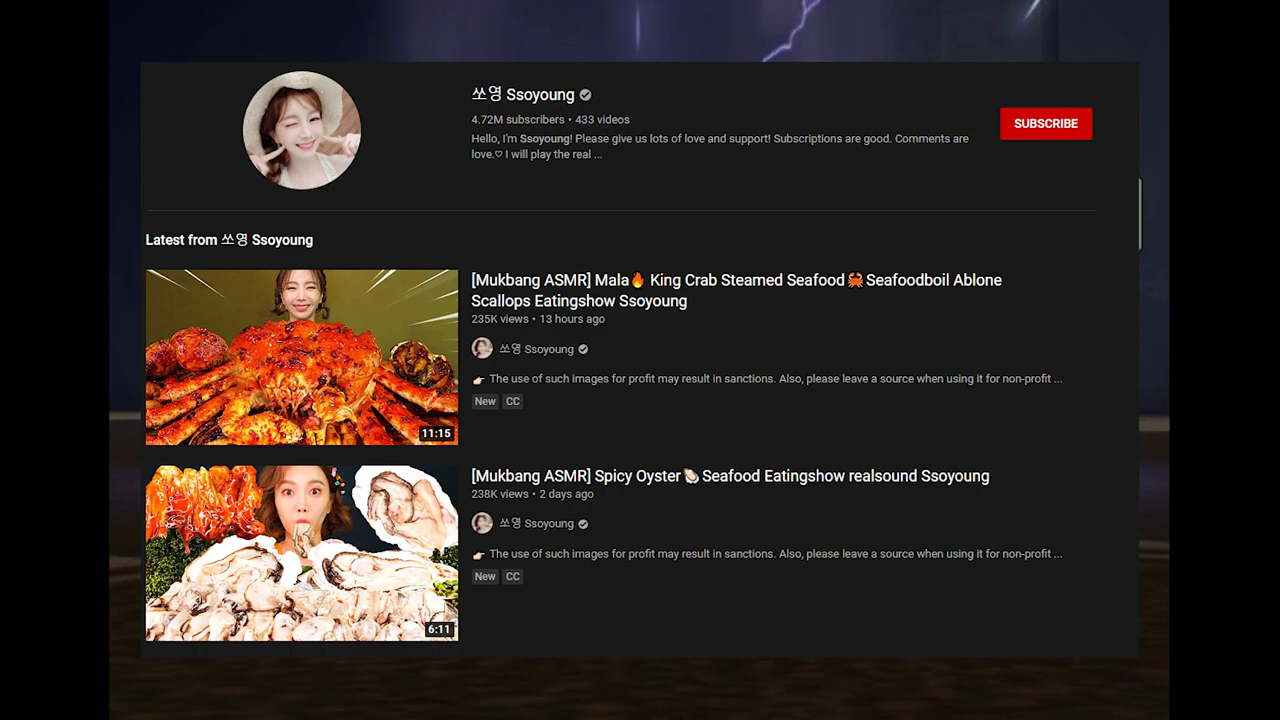 쏘영 Ssoyoung
4.72M subscribers • 433 videos
Hello, I'm Ssoyoung! Please give us lots of love and support! Subscriptions are good. Comments are
love.♡ I will play the real ...
SUBSCRIBE
Latest from 쏘영 Ssoyoung
[Mukbang ASMR] Mala🔥 King Crab Steamed Seafood🦀Seafoodboil Ablone
Scallops Eatingshow Ssoyoung
235K views • 13 hours ago
쏘영 Ssoyoung
👉🏻 The use of such images for profit may result in sanctions. Also, please leave a source when using it for non-profit ...
New CC
11:15
[Mukbang ASMR] Spicy Oyster🦪Seafood Eatingshow realsound Ssoyoung
238K views • 2 days ago
쏘영 Ssoyoung
👉🏻 The use of such images for profit may result in sanctions. Also, please leave a source when using it for non-profit ...
New CC
6:11